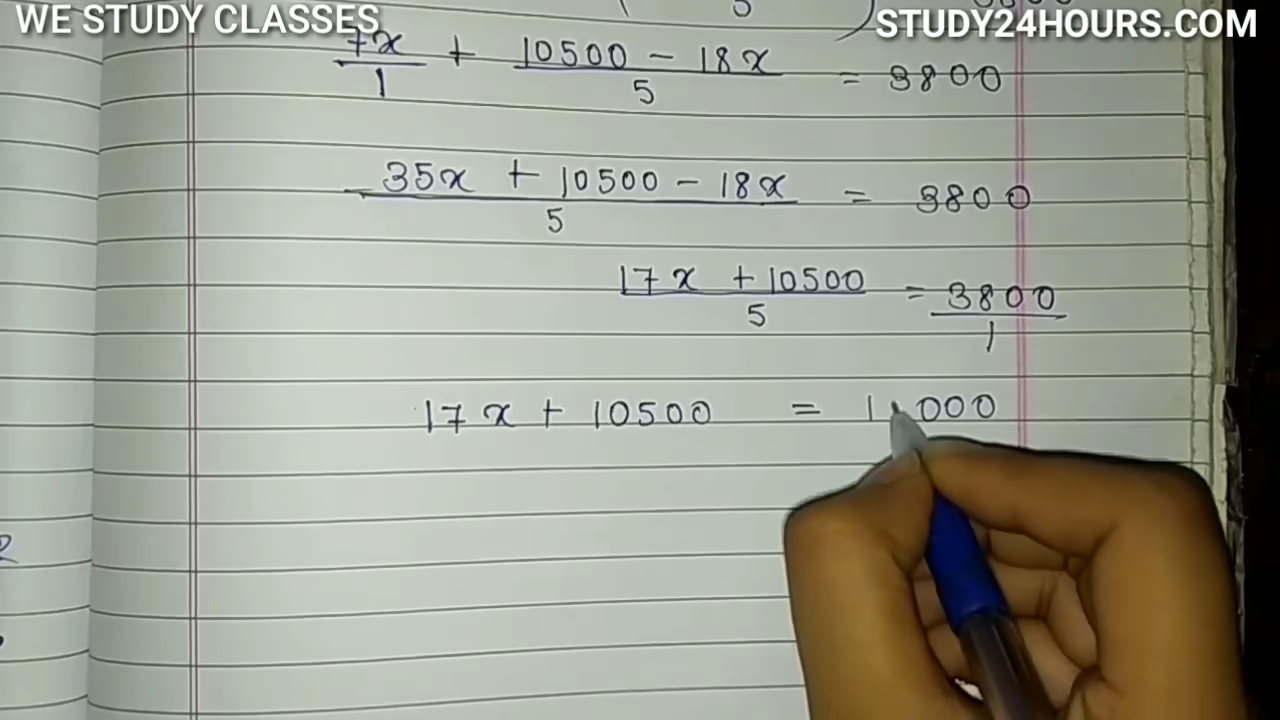 WE STUDY CLASSES
STUDY24HOURS.COM
5
7x/1 + 10500 - 18x/5 = 3800
35x + 10500 - 18x/5 = 3800
17x + 10500/5 = 3800/1
17x + 10500 = 1 000